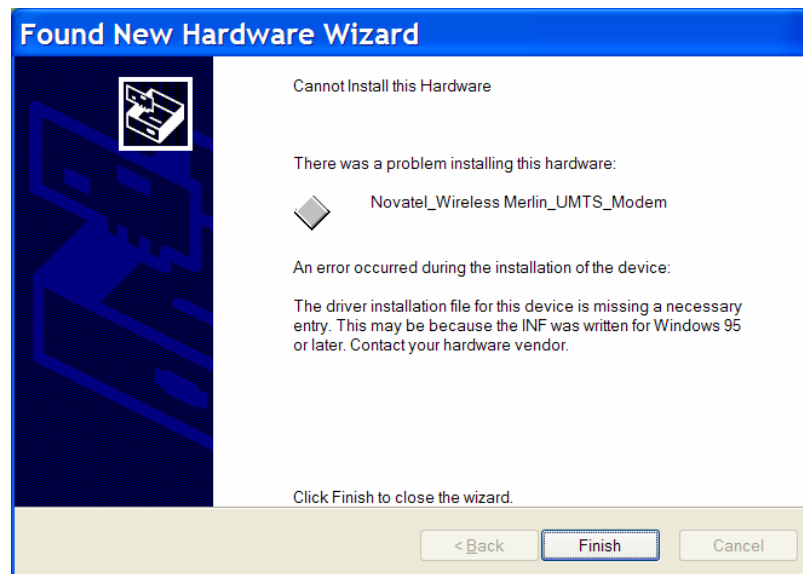 Found New Hardware Wizard
Cannot Install this Hardware
There was a problem installing this hardware:
Novatel_Wireless Merlin_UMTS_Modem
An error occurred during the installation of the device:
The driver installation file for this device is missing a necessary
entry. This may be because the INF was written for Windows 95
or later. Contact your hardware vendor.
Click Finish to close the wizard.
< Back Finish Cancel